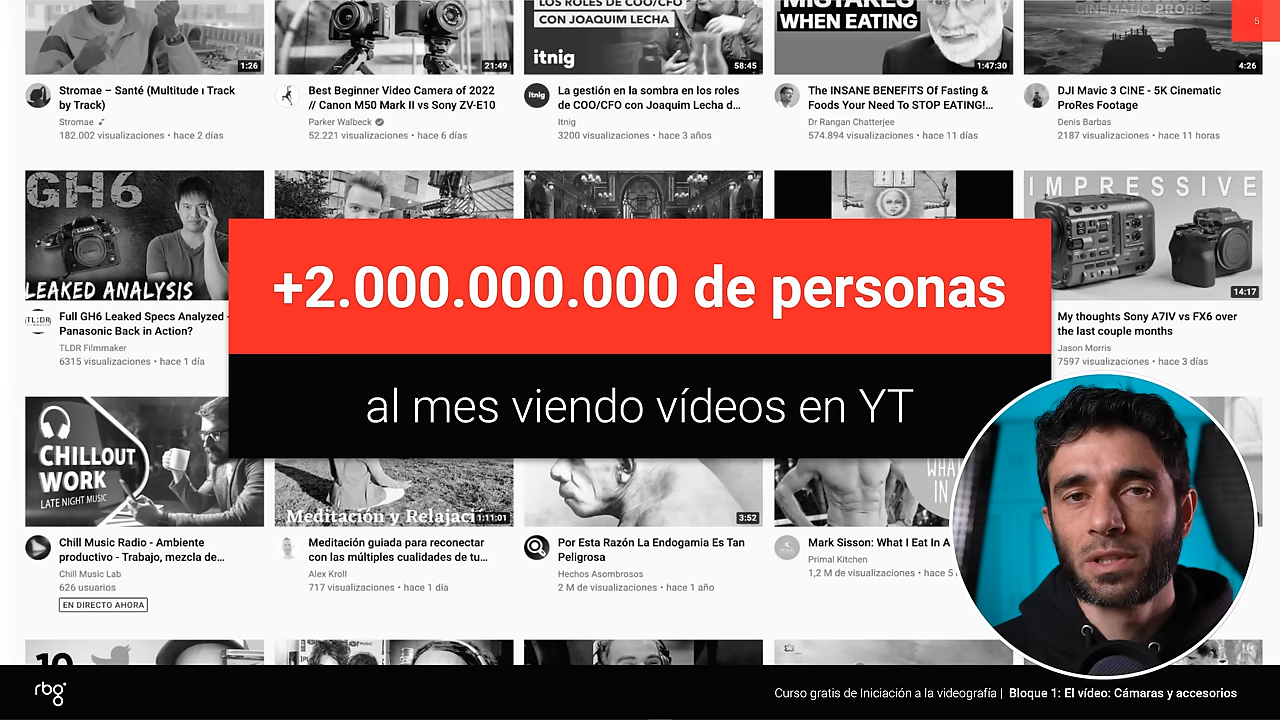 5
LOS ROLES DE COO/CFO
CON JOAQUIM LECHA
itnig
MISTAKES
WHEN EATING
CINEMATIC PRORES
1:26
21:49
58:45
1:47:30
4:26
Stromae – Santé (Multitude ı Track
by Track)
Stromae
182.002 visualizaciones • hace 2 días
Best Beginner Video Camera of 2022
// Canon M50 Mark II vs Sony ZV-E10
Parker Walbeck
52.221 visualizaciones • hace 6 días
itnig
La gestión en la sombra en los roles
de COO/CFO con Joaquim Lecha d...
Itnig
3200 visualizaciones • hace 3 años
The INSANE BENEFITS Of Fasting &
Foods Your Need To STOP EATING!...
Dr Rangan Chatterjee
574.894 visualizaciones • hace 11 días
DJI Mavic 3 CINE - 5K Cinematic
ProRes Footage
Denis Barbas
2187 visualizaciones • hace 11 horas
GH6
LUMIX
LEAKED ANALYSIS
IMPRESSIVE
14:17
+2.000.000.000 de personas
al mes viendo vídeos en YT
TL;DR
Full GH6 Leaked Specs Analyzed -
Panasonic Back in Action?
TLDR Filmmaker
6315 visualizaciones • hace 1 día
My thoughts Sony A7IV vs FX6 over
the last couple months
Jason Morris
7597 visualizaciones • hace 3 días
CHILLOUT
WORK
LATE NIGHT MUSIC
Meditación y Relajaci
1:11:01
3:52
WHAT
IN
Chill Music Radio - Ambiente
productivo - Trabajo, mezcla de...
Chill Music Lab
626 usuarios
EN DIRECTO AHORA
Meditación guiada para reconectar
con las múltiples cualidades de tu...
Alex Kroll
717 visualizaciones • hace 1 día
Por Esta Razón La Endogamia Es Tan
Peligrosa
Hechos Asombrosos
2 M de visualizaciones • hace 1 año
Mark Sisson: What I Eat In A
Primal Kitchen
1,2 M de visualizaciones • hace 5
10
rbg
Curso gratis de Iniciación a la videografía | Bloque 1: El vídeo: Cámaras y accesorios